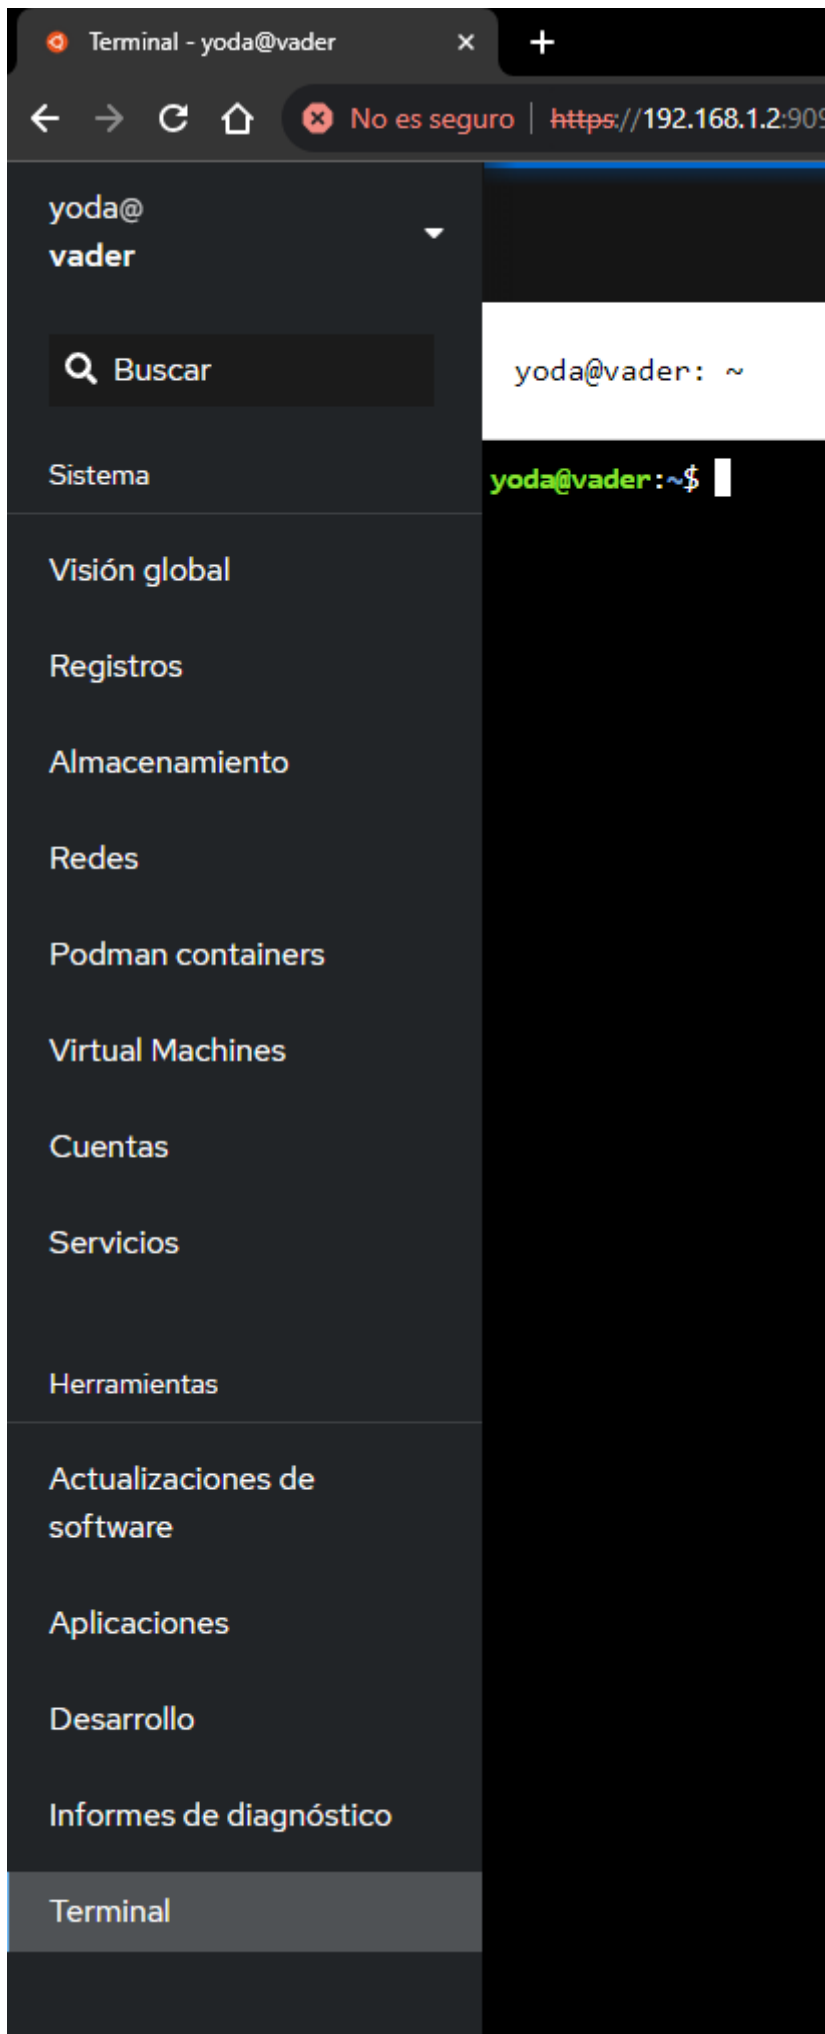 Terminal - yoda@vader
No es seguro | https://192.168.1.2:909
yoda@
vader
Buscar
yoda@vader: ~
Sistema
yoda@vader:~$
Visión global
Registros
Almacenamiento
Redes
Podman containers
Virtual Machines
Cuentas
Servicios
Herramientas
Actualizaciones de
software
Aplicaciones
Desarrollo
Informes de diagnóstico
Terminal